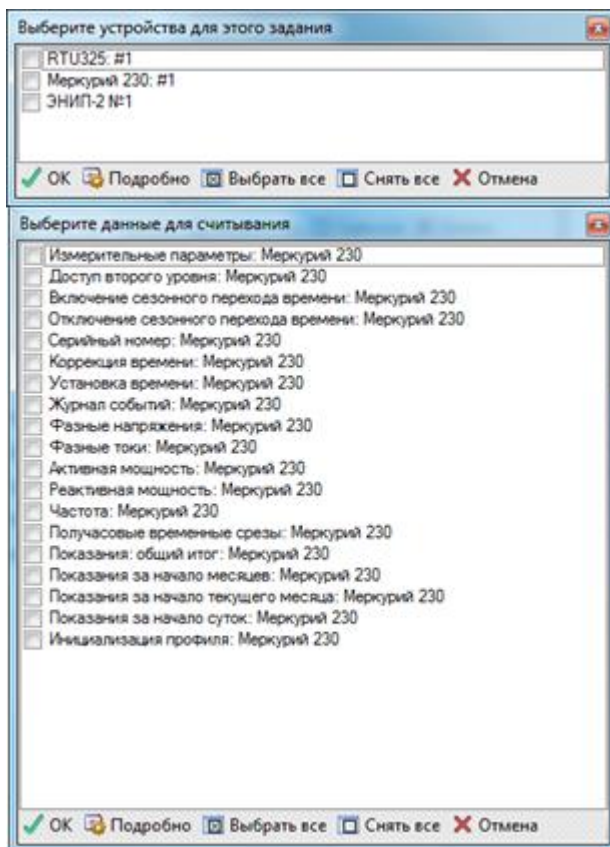 Выберите устройства для этого задания
RTU325: #1
Меркурий 230: #1
ЭНИП-2 №1
ОК Подробно Выбрать все Снять все Отмена
Выберите данные для считывания
Измерительные параметры: Меркурий 230
Доступ второго уровня: Меркурий 230
Включение сезонного перехода времени: Меркурий 230
Отключение сезонного перехода времени: Меркурий 230
Серийный номер: Меркурий 230
Коррекция времени: Меркурий 230
Установка времени: Меркурий 230
Журнал событий: Меркурий 230
Фазные напряжения: Меркурий 230
Фазные токи: Меркурий 230
Активная мощность: Меркурий 230
Реактивная мощность: Меркурий 230
Частота: Меркурий 230
Получасовые временные срезы: Меркурий 230
Показания: общий итог: Меркурий 230
Показания за начало месяцев: Меркурий 230
Показания за начало текущего месяца: Меркурий 230
Показания за начало суток: Меркурий 230
Инициализация профиля: Меркурий 230
ОК Подробно Выбрать все Снять все Отмена